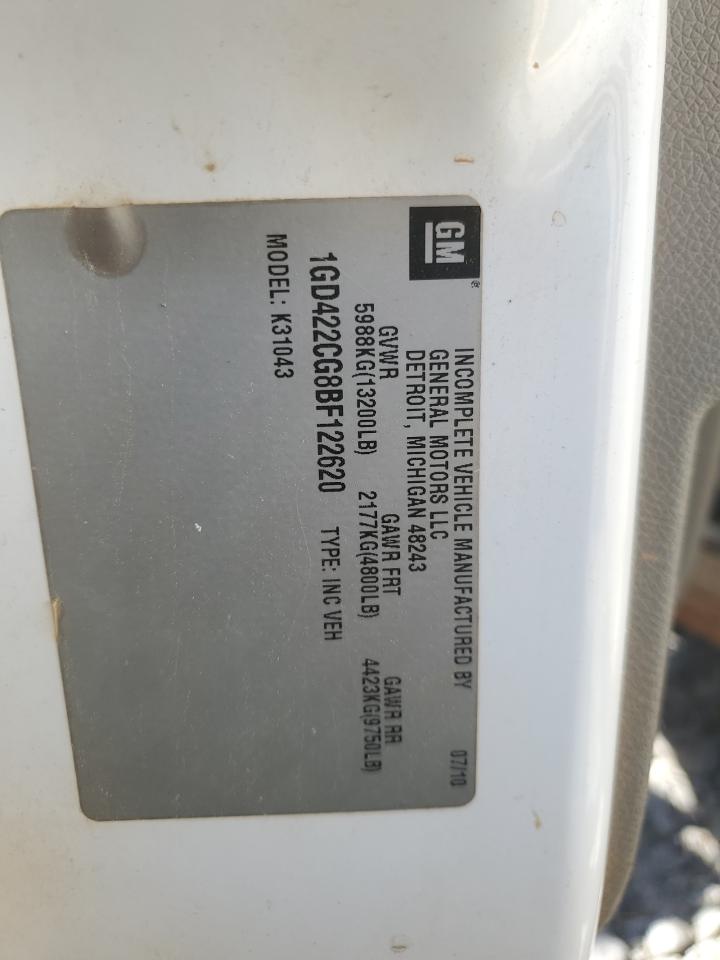 GM
®
INCOMPLETE VEHICLE MANUFACTURED BY
GENERAL MOTORS LLC 07/10
DETROIT, MICHIGAN 48243
GVWR GAWR FRT GAWR RR
5988KG(13200LB) 2177KG(4800LB) 4423KG(9750LB)
1GD422CG8BF122620 TYPE: INC VEH
MODEL: K31043